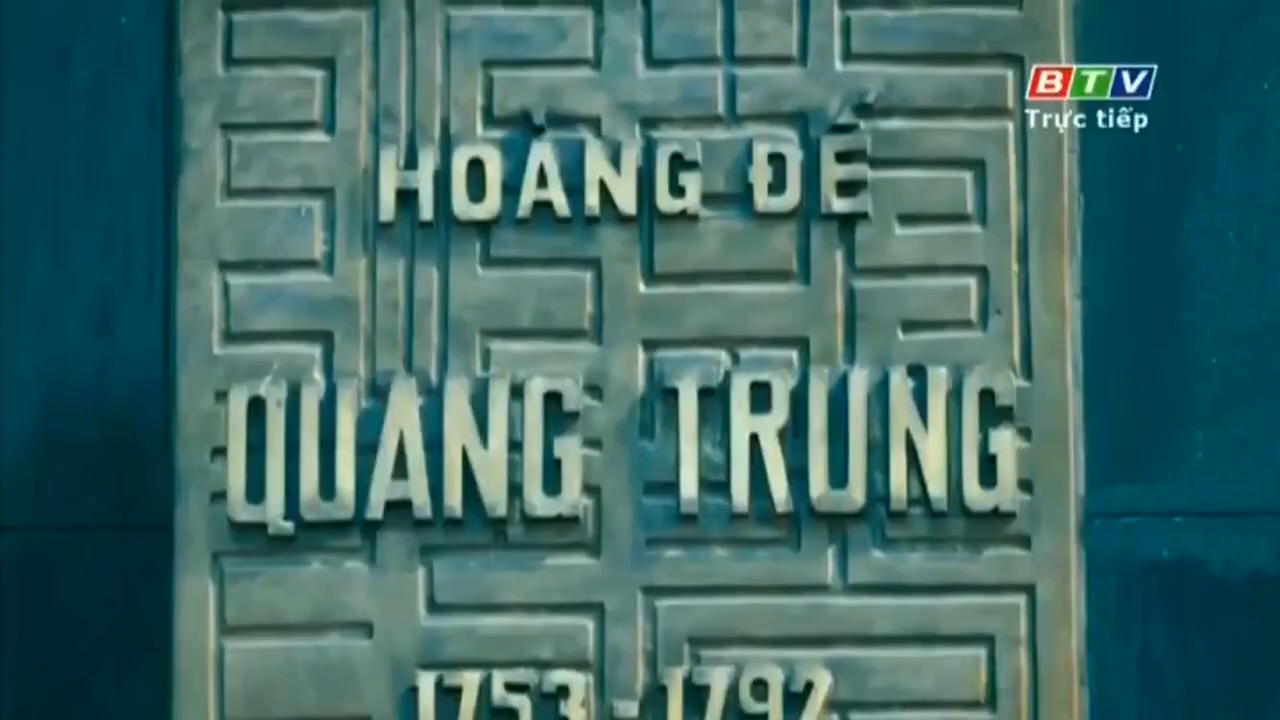 BTV
Trực tiếp
HOÀNG ĐẾ
QUANG TRUNG
1753 - 1792